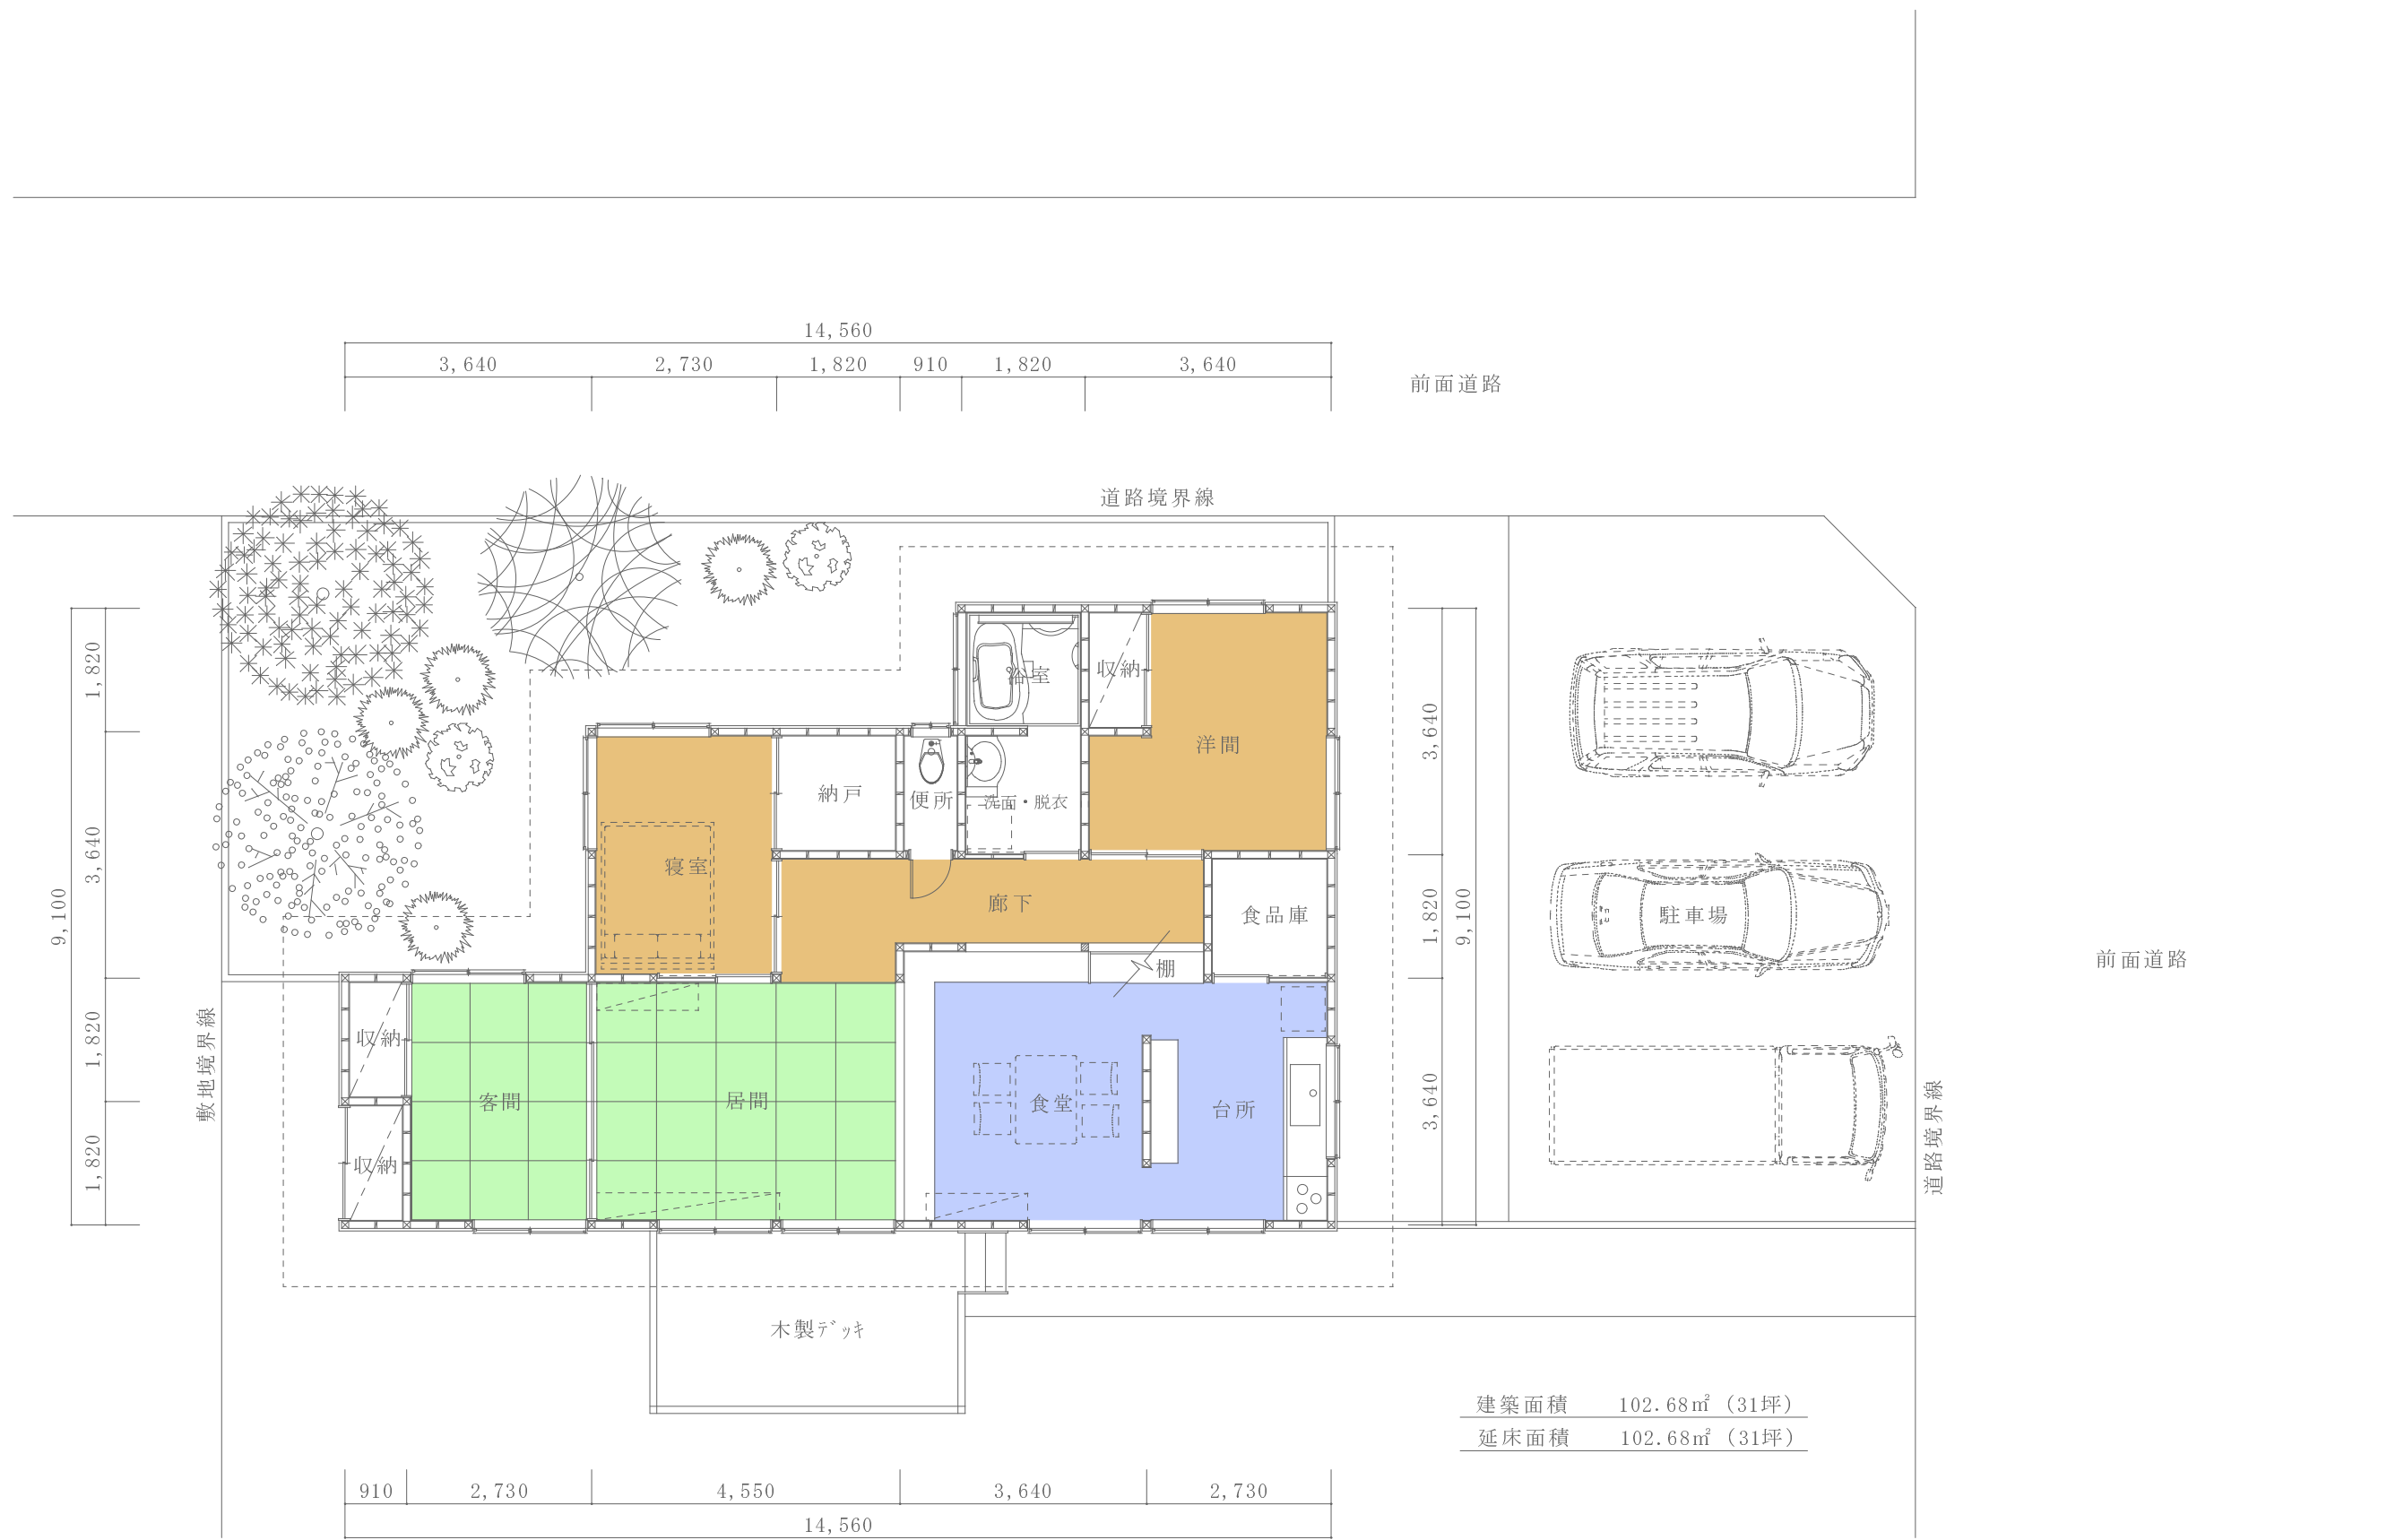 14,560
3,640
2,730
1,820
910
1,820
3,640
前面道路
道路境界線
浴室
収納
洋間
納戸
便所
洗面・脱衣
寝室
廊下
食品庫
棚
駐車場
前面道路
1,820
3,640
1,820
1,820
9,100
3,640
1,820
3,640
9,100
敷地境界線
収納
収納
客間
居間
食堂
台所
道路境界線
木製デッキ
建築面積 102.68㎡（31坪）
延床面積 102.68㎡（31坪）
910
2,730
4,550
3,640
2,730
14,560